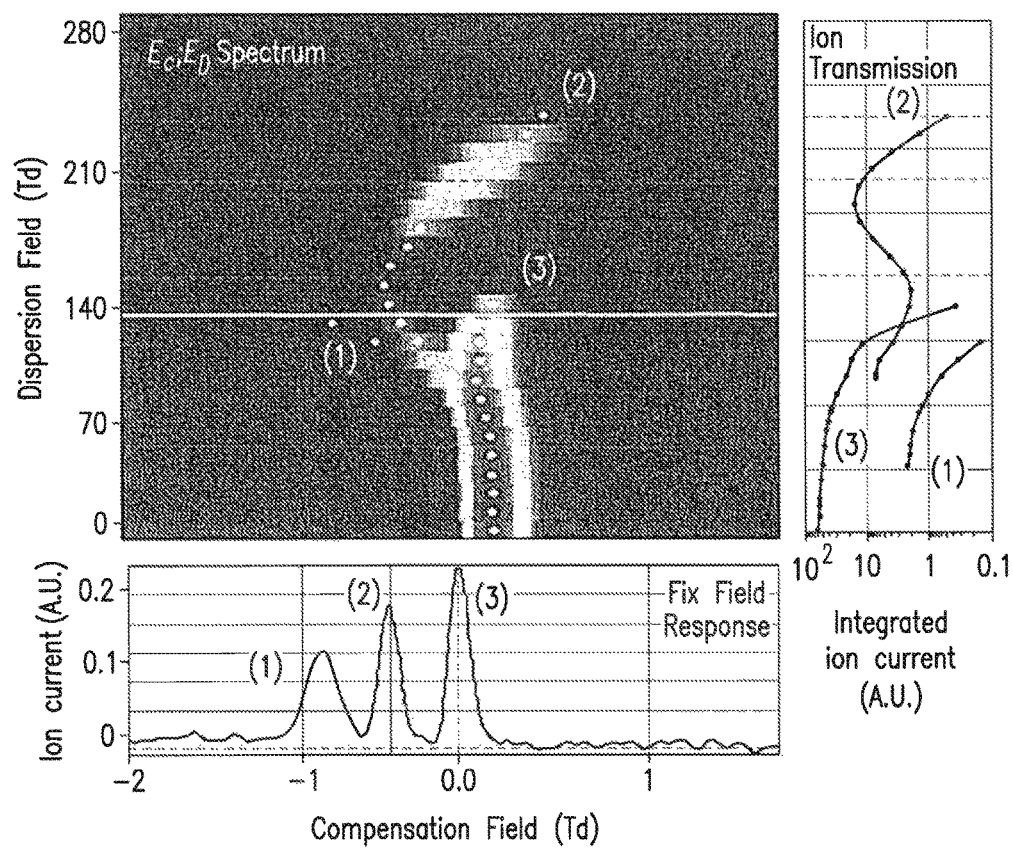 280
210
140
70
0
Dispersion Field (Td)
E_C,E_D Spectrum
(2)
(3)
(1)
Ion
Transmission
(2)
(3)
(1)
10² 10 1 0.1
Integrated
ion current
(A.U.)
Ion current (A.U.)
0.2
0.1
0
(1)
(2)
(3)
Fix Field
Response
−2 −1 0.0 1
Compensation Field (Td)